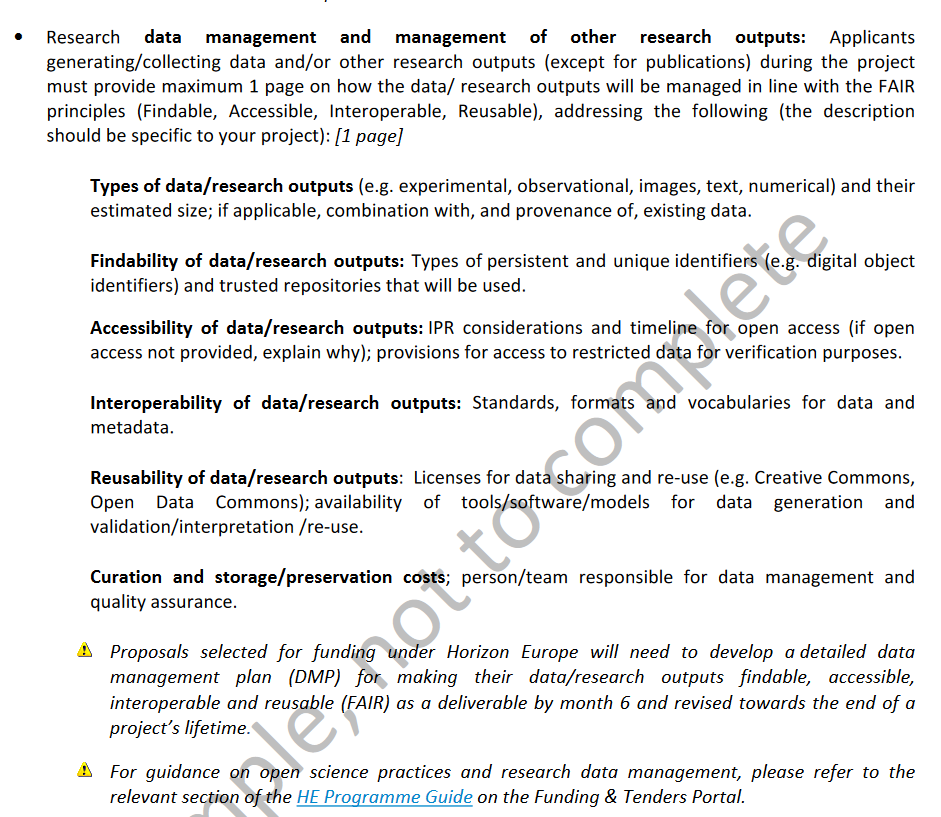 • Research data management and management of other research outputs: Applicants
generating/collecting data and/or other research outputs (except for publications) during the project
must provide maximum 1 page on how the data/ research outputs will be managed in line with the FAIR
principles (Findable, Accessible, Interoperable, Reusable), addressing the following (the description
should be specific to your project): [1 page]
Types of data/research outputs (e.g. experimental, observational, images, text, numerical) and their
estimated size; if applicable, combination with, and provenance of, existing data.
Findability of data/research outputs: Types of persistent and unique identifiers (e.g. digital object
identifiers) and trusted repositories that will be used.
Accessibility of data/research outputs: IPR considerations and timeline for open access (if open
access not provided, explain why); provisions for access to restricted data for verification purposes.
Interoperability of data/research outputs: Standards, formats and vocabularies for data and
metadata.
Reusability of data/research outputs: Licenses for data sharing and re-use (e.g. Creative Commons,
Open Data Commons); availability of tools/software/models for data generation and
validation/interpretation /re-use.
Curation and storage/preservation costs; person/team responsible for data management and
quality assurance.
Proposals selected for funding under Horizon Europe will need to develop a detailed data
management plan (DMP) for making their data/research outputs findable, accessible,
interoperable and reusable (FAIR) as a deliverable by month 6 and revised towards the end of a
project's lifetime.
For guidance on open science practices and research data management, please refer to the
relevant section of the HE Programme Guide on the Funding & Tenders Portal.
mple, not to complete